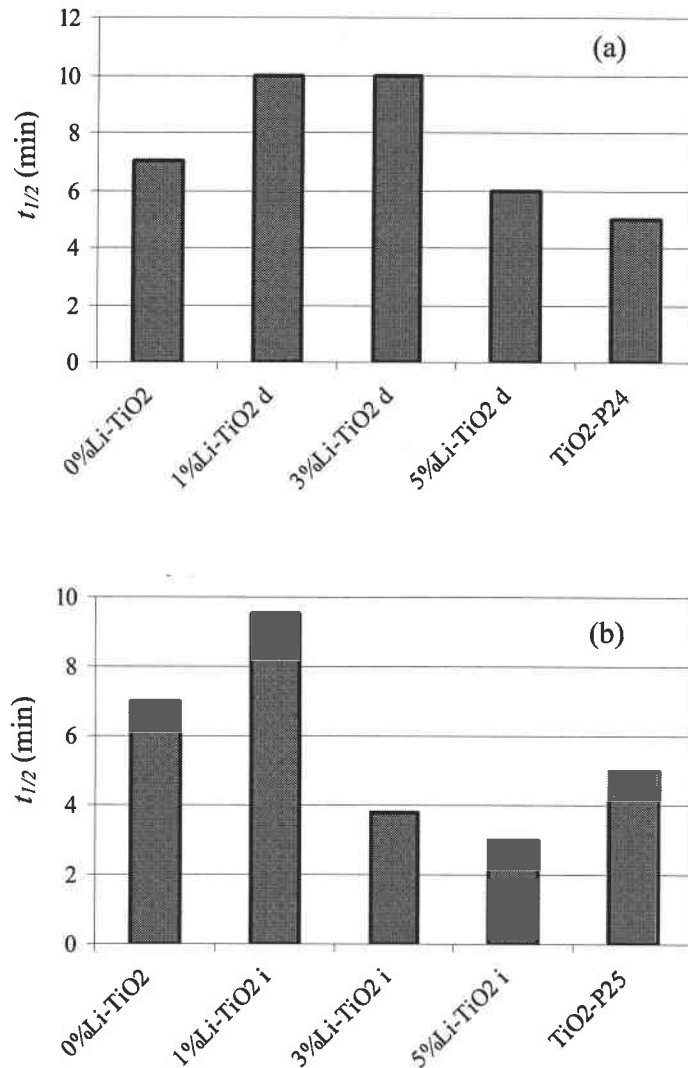 (a)
t1/2 (min)
12
10
8
6
4
2
0
0%Li-TiO2
1%Li-TiO2 d
3%Li-TiO2 d
5%Li-TiO2 d
TiO2-P24
(b)
t1/2 (min)
10
8
6
4
2
0
0%Li-TiO2
1%Li-TiO2 i
3%Li-TiO2 i
5%Li-TiO2 i
TiO2-P25